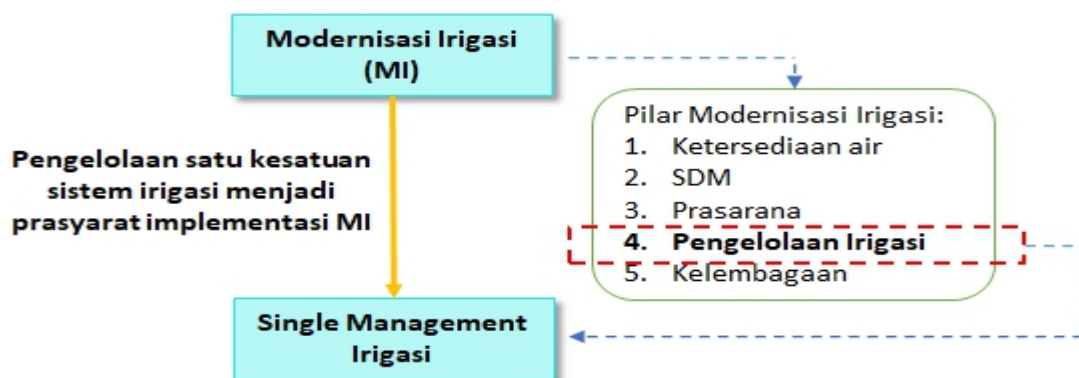 Modernisasi Irigasi
(MI)
Pilar Modernisasi Irigasi:
1. Ketersediaan air
2. SDM
3. Prasarana
4. Pengelolaan Irigasi
5. Kelembagaan
Pengelolaan satu kesatuan
sistem irigasi menjadi
prasyarat implementasi MI
Single Management
Irigasi